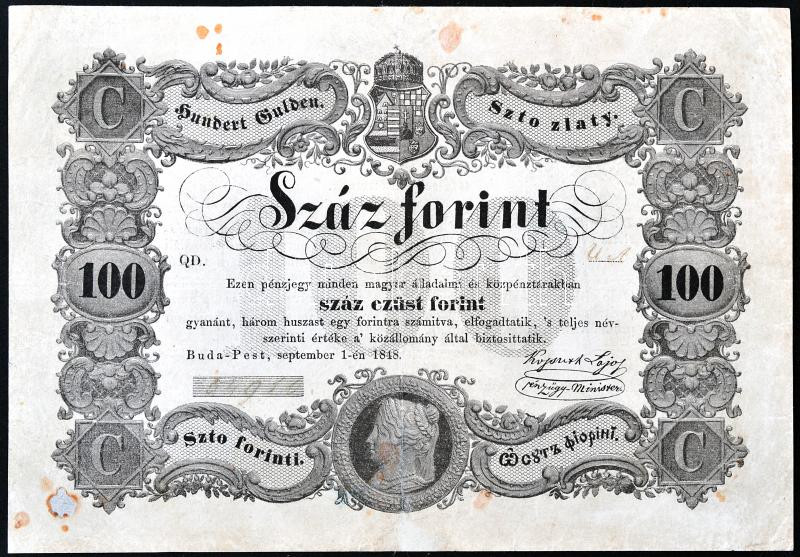 C
Hundert Gulden.
Szto zlaty.
C
Száz forint
QD.
100
100
Ezen pénzjegy minden magyar álladalmi és közpénztárakban
száz czüst forint
gyanánt, három huszast egy forintra számitva, elfogadtatik, 's teljes név-
szerinti értéke a' közállomány által biztosittatik.
Buda-Pest, september 1-én 1848.
Kossuth Lajos
pénzügy-Minister
C
Szto forinti.
C